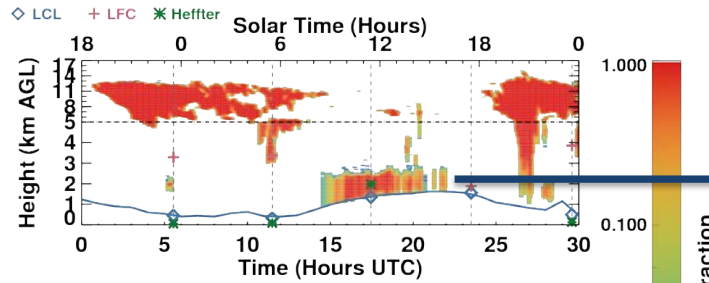 LCL LFC Heffter
Solar Time (Hours)
18 0 6 12 18 0
Height (km AGL)
17
14
11
8
5
4
3
2
1
0
0 5 10 15 20 25 30
Time (Hours UTC)
1.000
0.100
raction